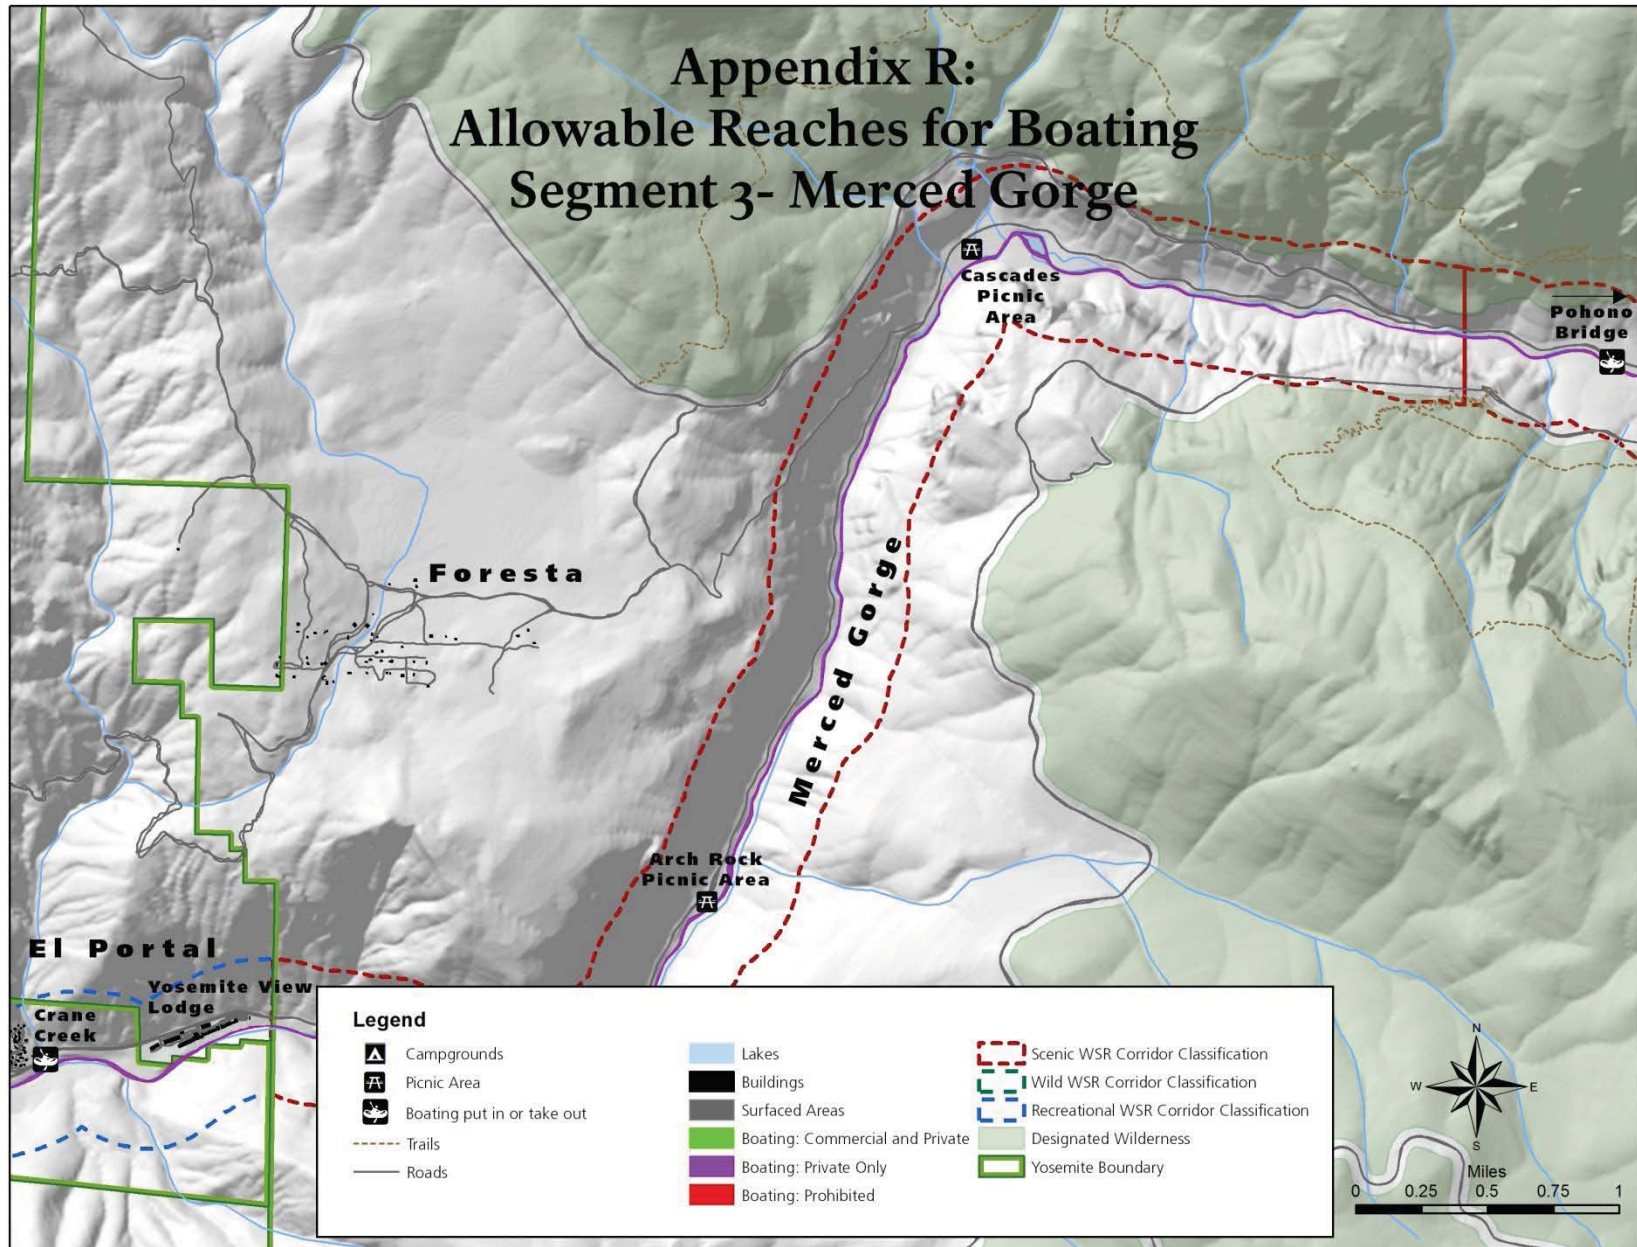 Appendix R:
Allowable Reaches for Boating
Segment 3- Merced Gorge
Cascades
Picnic
Area
Pohono
Bridge
Foresta
Merced Gorge
Arch Rock
Picnic Area
El Portal
Yosemite View
Lodge
Crane
Creek
Legend
Campgrounds
Picnic Area
Boating put in or take out
Trails
Roads
Lakes
Buildings
Surfaced Areas
Boating: Commercial and Private
Boating: Private Only
Boating: Prohibited
Scenic WSR Corridor Classification
Wild WSR Corridor Classification
Recreational WSR Corridor Classification
Designated Wilderness
Yosemite Boundary
N
W E
S
Miles
0 0.25 0.5 0.75 1